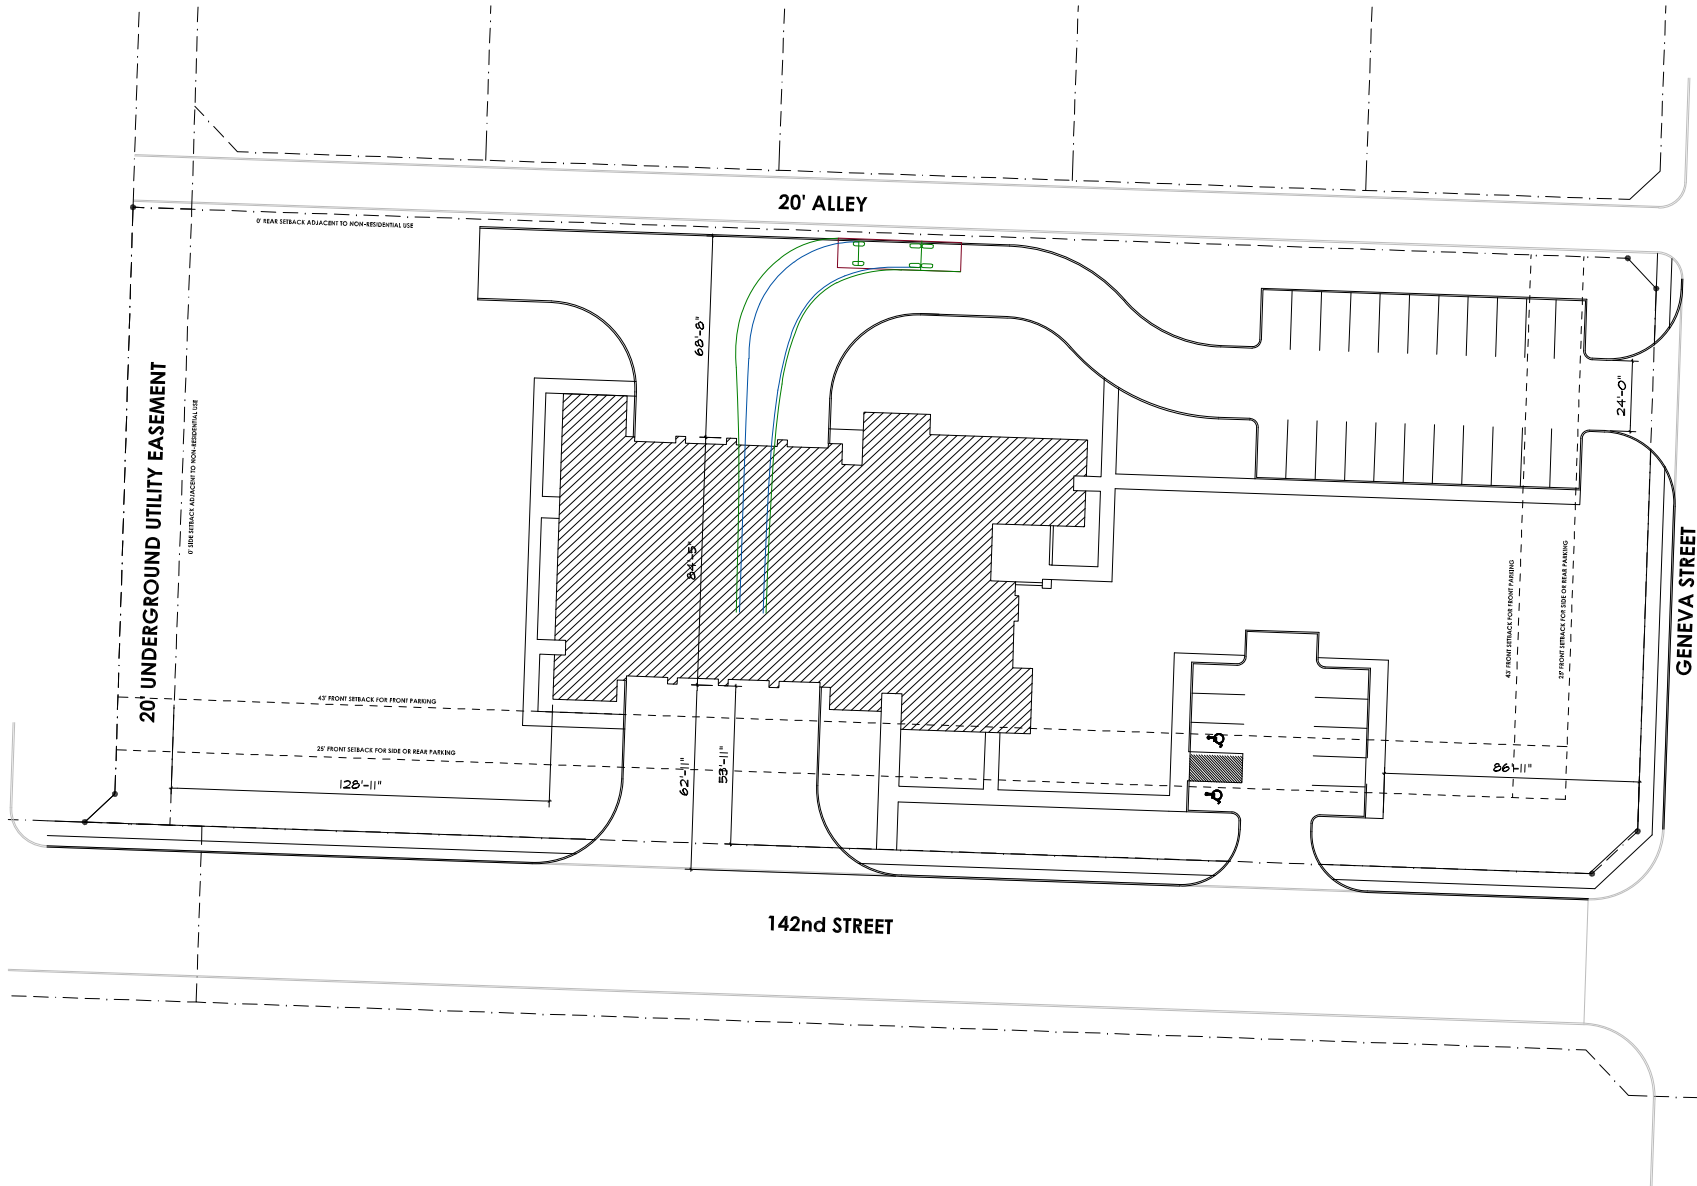 20' ALLEY
0' REAR SETBACK ADJACENT TO NON-RESIDENTIAL USE
68'-8"
24'-0"
20' UNDERGROUND UTILITY EASEMENT
0' SIDE SETBACK ADJACENT TO NON-RESIDENTIAL USE
84'-5"
43' FRONT SETBACK FOR FRONT PARKING
25' FRONT SETBACK FOR SIDE OR REAR PARKING
GENEVA STREET
43' FRONT SETBACK FOR FRONT PARKING
25' FRONT SETBACK FOR SIDE OR REAR PARKING
128'-11"
62'-11"
53'-11"
86'-11"
142nd STREET